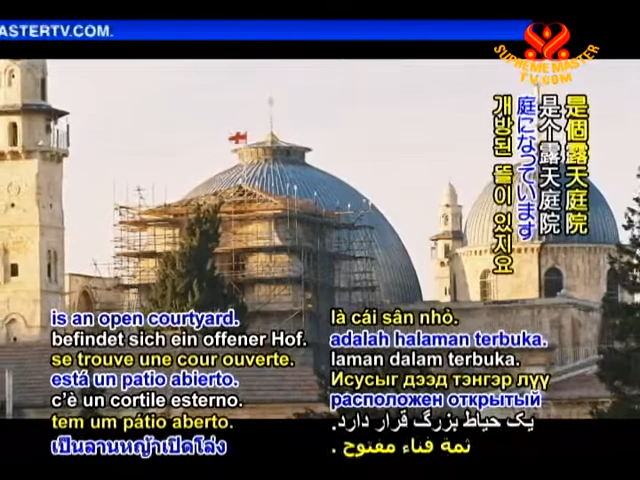 ASTERTV.COM.
SUPREME MASTER
TV.COM
是個露天庭院
是个露天庭院
庭になっています
개방된 뜰이 있지요
is an open courtyard.
befindet sich ein offener Hof.
se trouve une cour ouverte.
está un patio abierto.
c'è un cortile esterno.
tem um pátio aberto.
เป็นลานหญ้าเปิดโล่ง
là cái sân nhỏ.
adalah halaman terbuka.
laman dalam terbuka.
Исусыг дээд тэнгэр лүү
расположен открытый
یک حیاط بزرگ قرار دارد.
ثمة فناء مفتوح .